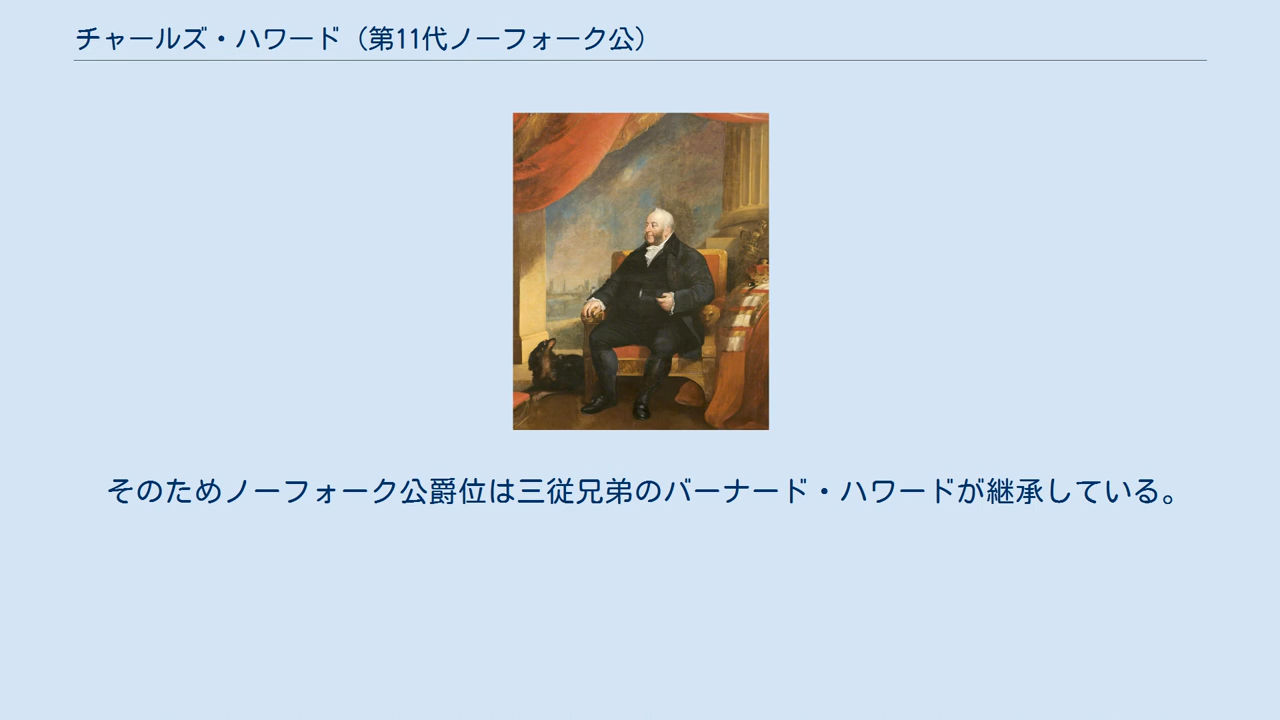 チャールズ・ハワード（第11代ノーフォーク公）
そのためノーフォーク公爵位は三従兄弟のバーナード・ハワードが継承している。